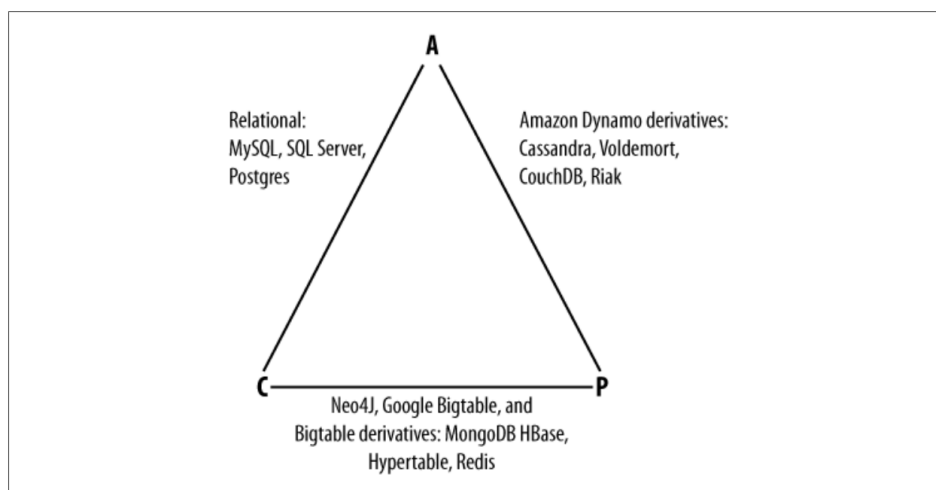 A
Relational:
MySQL, SQL Server,
Postgres
Amazon Dynamo derivatives:
Cassandra, Voldemort,
CouchDB, Riak
C
P
Neo4J, Google Bigtable, and
Bigtable derivatives: MongoDB HBase,
Hypertable, Redis